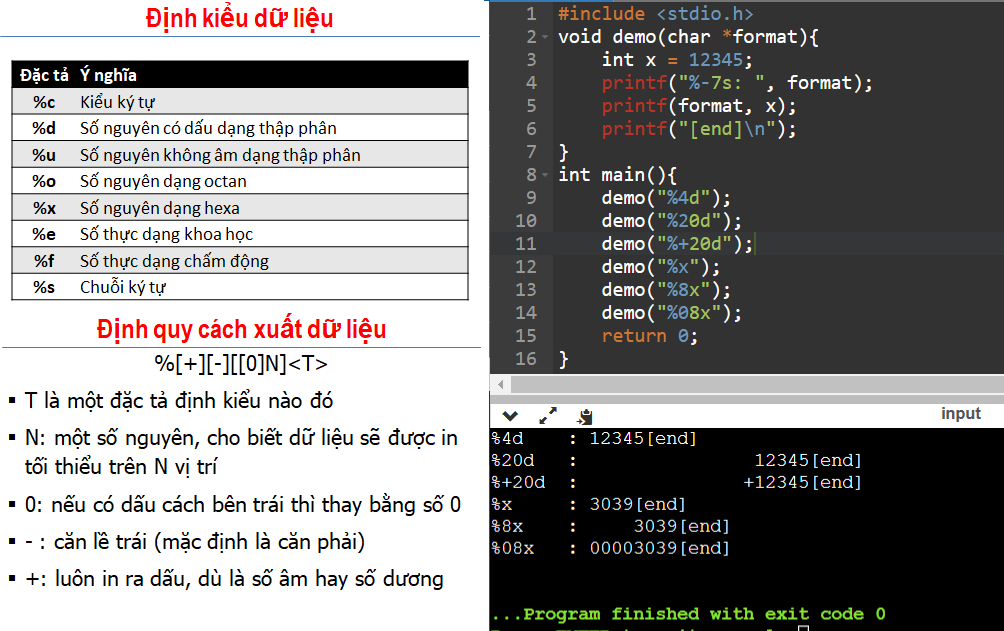 Định kiểu dữ liệu
Đặc tả Ý nghĩa
%c Kiểu ký tự
%d Số nguyên có dấu dạng thập phân
%u Số nguyên không âm dạng thập phân
%o Số nguyên dạng octan
%x Số nguyên dạng hexa
%e Số thực dạng khoa học
%f Số thực dạng chấm động
%s Chuỗi ký tự
Định quy cách xuất dữ liệu
%[+][-][[0]N]<T>
▪ T là một đặc tả định kiểu nào đó
▪ N: một số nguyên, cho biết dữ liệu sẽ được in
tối thiểu trên N vị trí
▪ 0: nếu có dấu cách bên trái thì thay bằng số 0
▪ - : căn lề trái (mặc định là căn phải)
▪ +: luôn in ra dấu, dù là số âm hay số dương
1 #include <stdio.h>
2 void demo(char *format){
3     int x = 12345;
4     printf("%-7s: ", format);
5     printf(format, x);
6     printf("[end]\n");
7 }
8 int main(){
9     demo("%4d");
10     demo("%20d");
11     demo("%+20d");
12     demo("%x");
13     demo("%8x");
14     demo("%08x");
15     return 0;
16 }
input
%4d    : 12345[end]
%20d   :                12345[end]
%+20d  :               +12345[end]
%x     : 3039[end]
%8x    :     3039[end]
%08x   : 00003039[end]
...Program finished with exit code 0